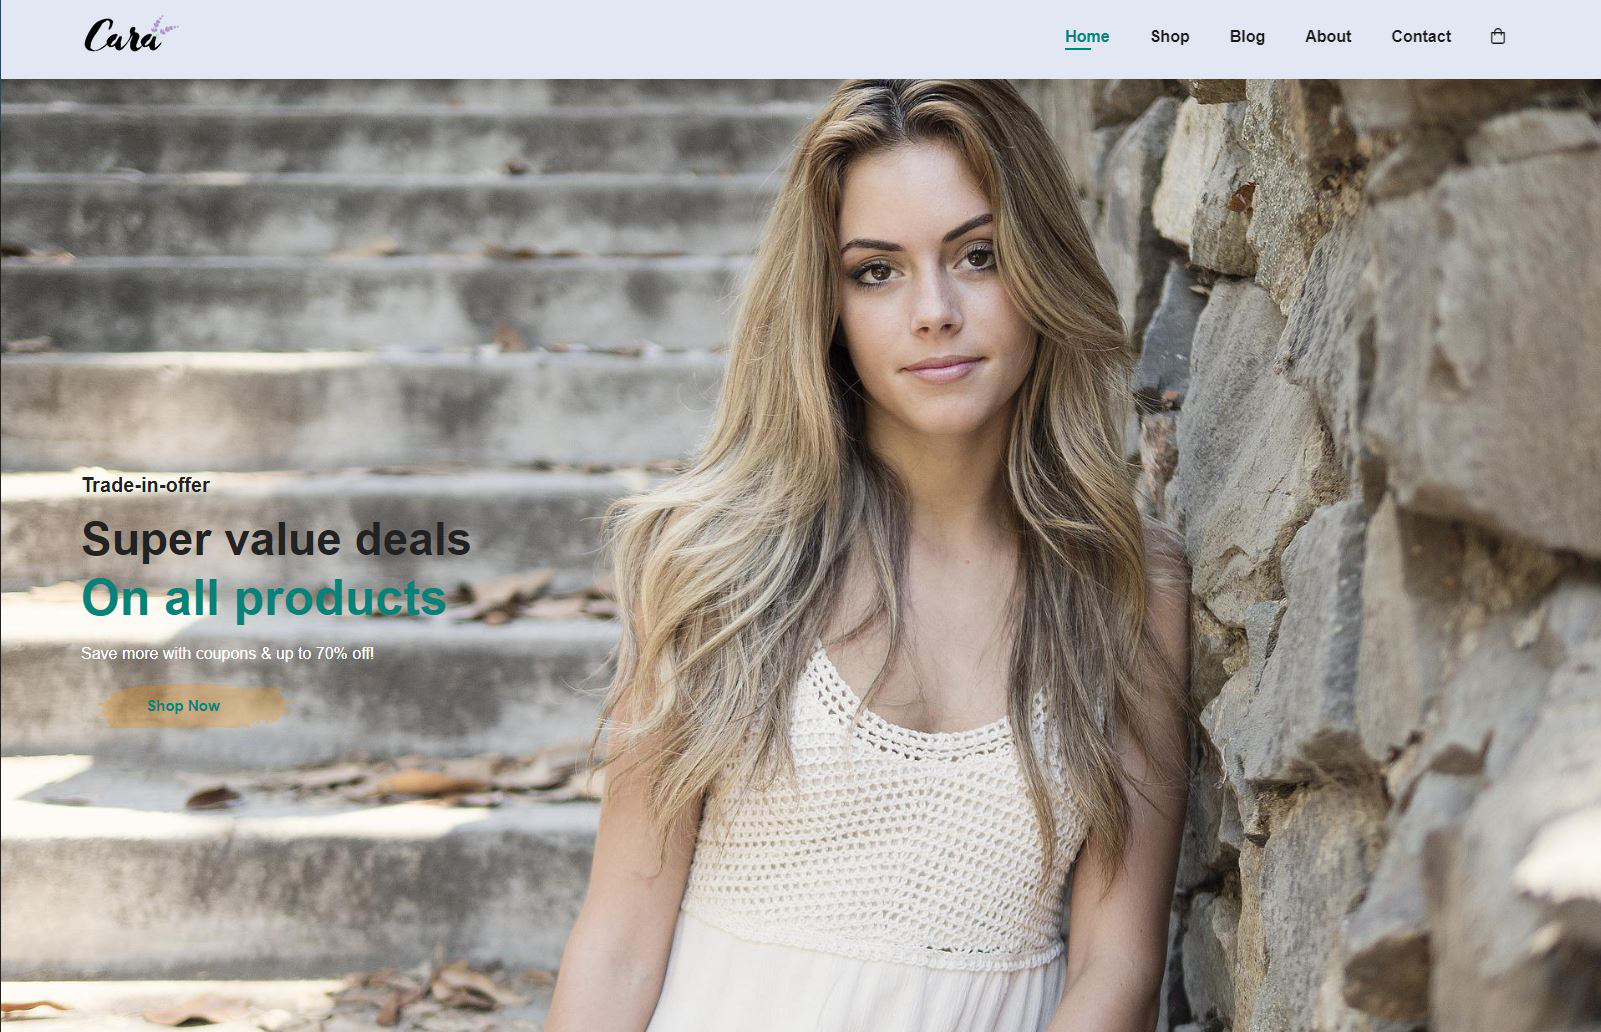 Cara
Home Shop Blog About Contact
Trade-in-offer
Super value deals
On all products
Save more with coupons & up to 70% off!
Shop Now